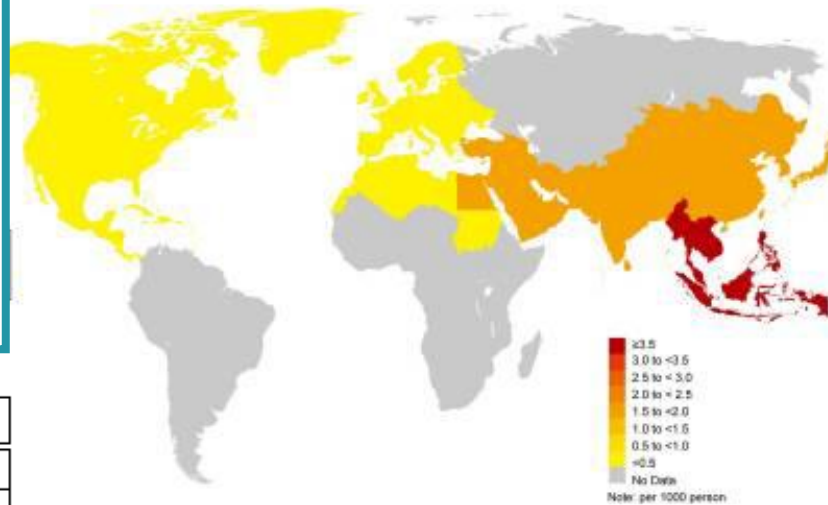 ≥3.5
3.0 to <3.5
2.5 to < 3.0
2.0 to < 2.5
1.5 to <2.0
1.0 to <1.5
0.5 to <1.0
<0.5
No Data
Note: per 1000 person